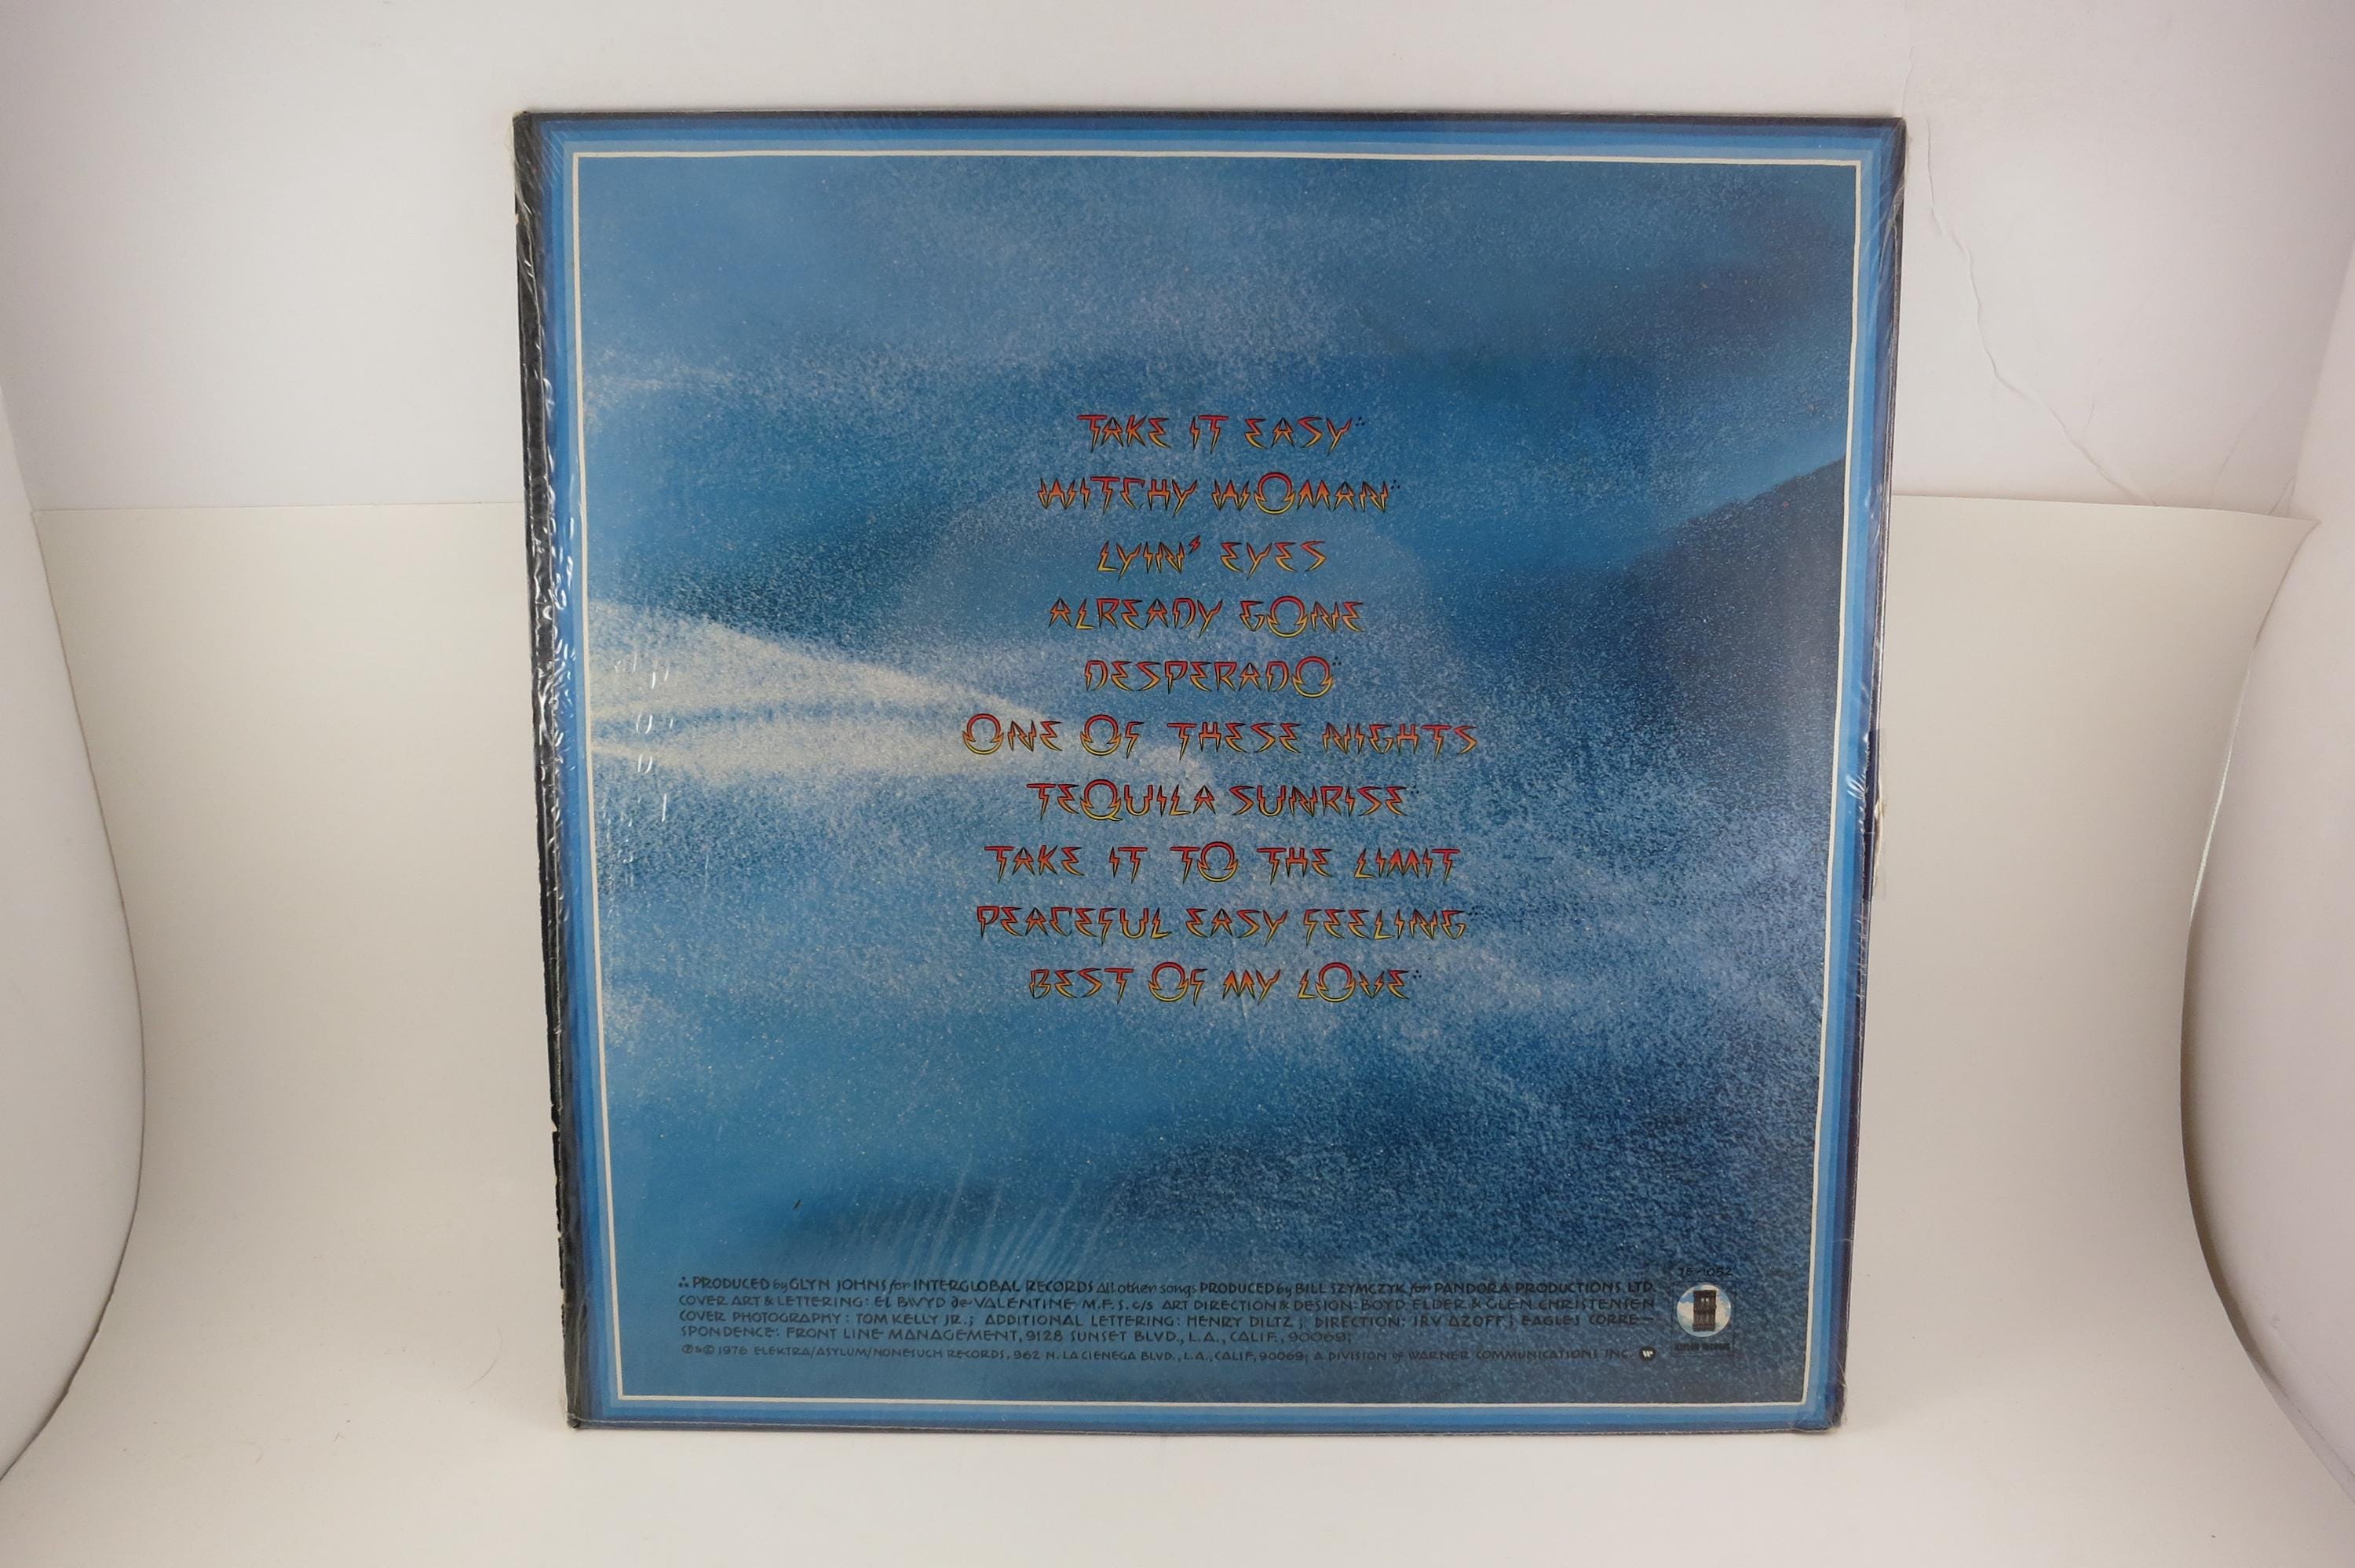 TAKE IT EASY∴
WITCHY WOMAN∴
LYIN' EYES
ALREADY GONE
DESPERADO∴
ONE OF THESE NIGHTS
TEQUILA SUNRISE∴
TAKE IT TO THE LIMIT
PEACEFUL EASY FEELING∴
BEST OF MY LOVE∴
7E-1052
∴ PRODUCED by GLYN JOHNS for INTERGLOBAL RECORDS All other songs PRODUCED by BILL SZYMCZYK for PANDORA PRODUCTIONS LTD.
COVER ART & LETTERING: El BWYD de VALENTINE M.F.S. c/s ART DIRECTION & DESIGN: BOYD ELDER & GLEN CHRISTENSEN
COVER PHOTOGRAPHY: TOM KELLY JR.; ADDITIONAL LETTERING: HENRY DILTZ; DIRECTION: IRV AZOFF; EAGLES CORRE-
SPONDENCE: FRONT LINE MANAGEMENT, 9128 SUNSET BLVD., L.A., CALIF., 90069;
℗&© 1976 ELEKTRA/ASYLUM/NONESUCH RECORDS, 962 N. LA CIENEGA BLVD., L.A., CALIF, 90069; A DIVISION of WARNER COMMUNICATIONS INC.